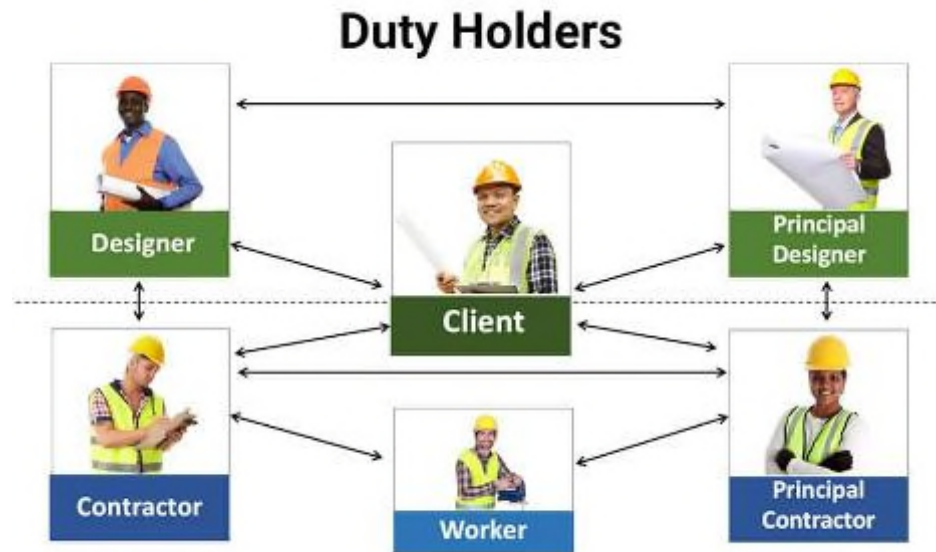 Duty Holders
Designer
Principal
Designer
Client
Contractor
Worker
Principal
Contractor